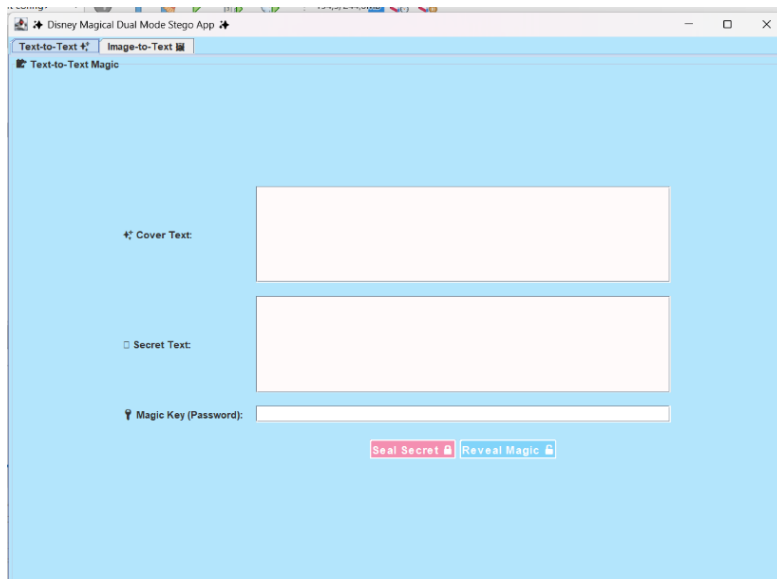 Disney Magical Dual Mode Stego App
Text-to-Text
Image-to-Text
Text-to-Text Magic
Cover Text:
Secret Text:
Magic Key (Password):
Seal Secret
Reveal Magic